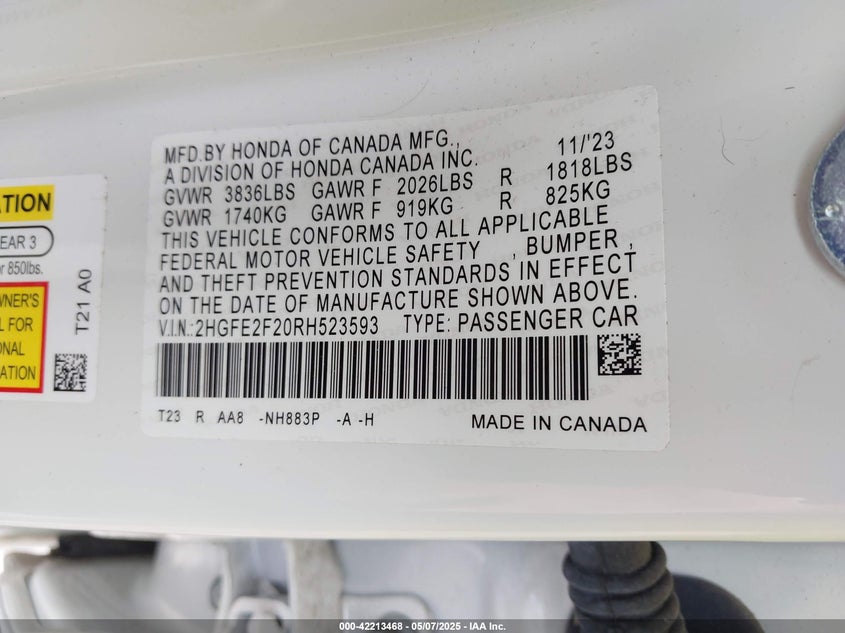 MFD.BY HONDA OF CANADA MFG., 11/'23
A DIVISION OF HONDA CANADA INC.
GVWR 3836LBS GAWR F 2026LBS R 1818LBS
GVWR 1740KG GAWR F 919KG R 825KG
THIS VEHICLE CONFORMS TO ALL APPLICABLE
FEDERAL MOTOR VEHICLE SAFETY , BUMPER ,
AND THEFT PREVENTION STANDARDS IN EFFECT
ON THE DATE OF MANUFACTURE SHOWN ABOVE.
V.I.N.:2HGFE2F20RH523593 TYPE: PASSENGER CAR
T23 R AA8 -NH883P -A -H MADE IN CANADA
EAR 3
850lbs.
WNER'S
FOR
ONAL
ATION
T21 A0
000-42213468 - 05/07/2025 - IAA Inc.